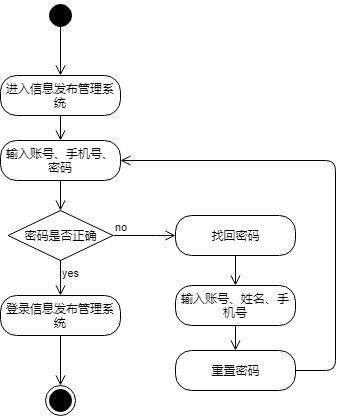 进入信息发布管理系
统
输入账号、手机号、
密码
密码是否正确
no
找回密码
yes
输入账号、姓名、手
机号
登录信息发布管理系
统
重置密码